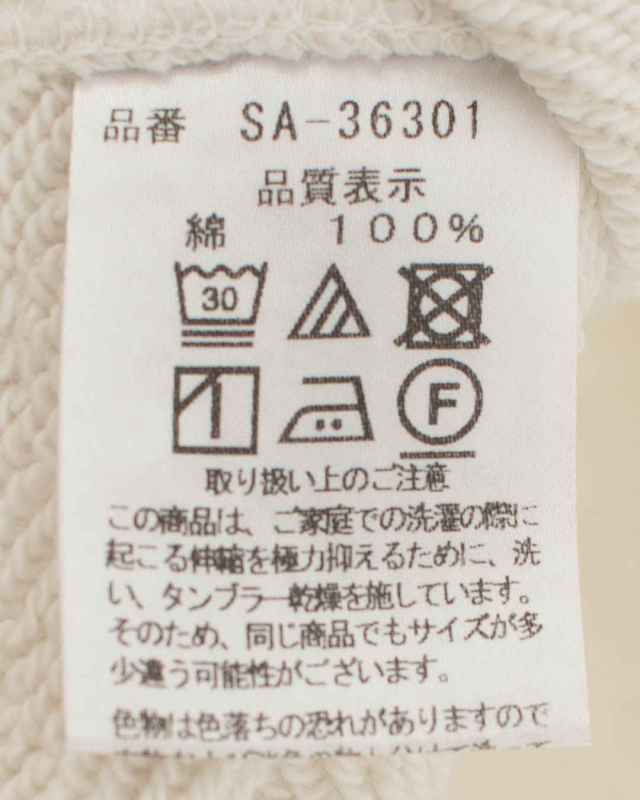 品番 SA-36301
品質表示
綿 100%
30
F
取り扱い上のご注意
この商品は、ご家庭での洗濯の際に
起こる伸縮を極力抑えるために、洗
い、タンブラー乾燥を施しています。
そのため、同じ商品でもサイズが多
少違う可能性がございます。
色物は色落ちの恐れがありますので